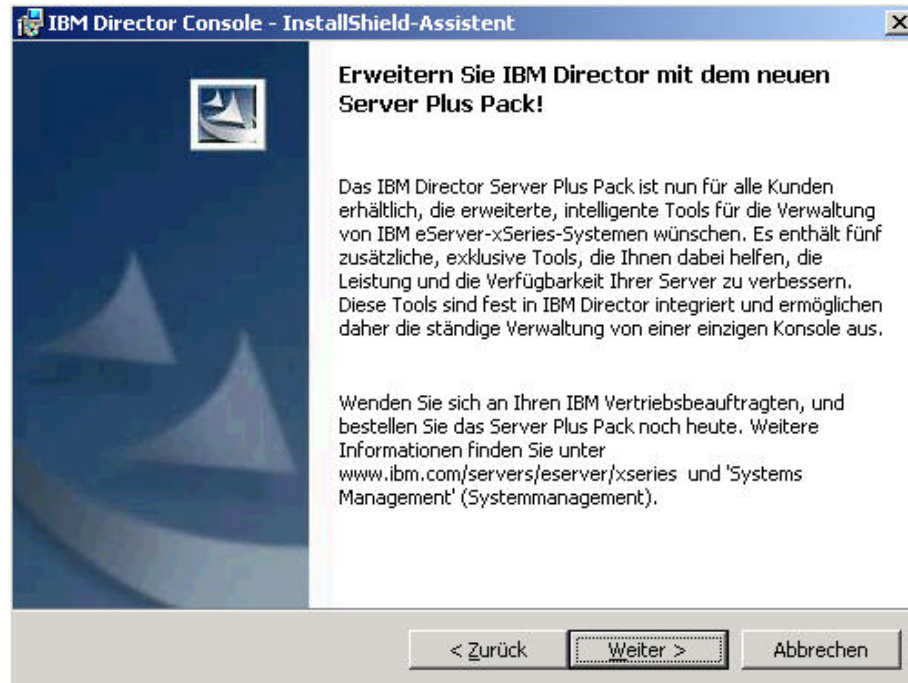 IBM Director Console - InstallShield-Assistent
Erweitern Sie IBM Director mit dem neuen
Server Plus Pack!
Das IBM Director Server Plus Pack ist nun für alle Kunden
erhältlich, die erweiterte, intelligente Tools für die Verwaltung
von IBM eServer-xSeries-Systemen wünschen. Es enthält fünf
zusätzliche, exklusive Tools, die Ihnen dabei helfen, die
Leistung und die Verfügbarkeit Ihrer Server zu verbessern.
Diese Tools sind fest in IBM Director integriert und ermöglichen
daher die ständige Verwaltung von einer einzigen Konsole aus.
Wenden Sie sich an Ihren IBM Vertriebsbeauftragten, und
bestellen Sie das Server Plus Pack noch heute. Weitere
Informationen finden Sie unter
www.ibm.com/servers/eserver/xseries und 'Systems
Management' (Systemmanagement).
< Zurück Weiter > Abbrechen